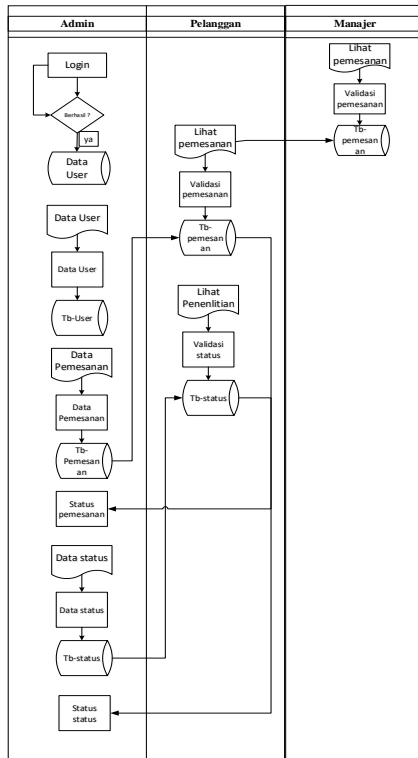 Admin
Pelanggan
Manajer
Login
Berhasil ?
ya
Data
User
Data User
Data User
Tb-User
Data
Pemesanan
Data
Pemesanan
Tb-
Pemesan
an
Status
pemesanan
Data status
Data status
Tb-status
Status
status
Lihat
pemesanan
Validasi
pemesanan
Tb-
pemesan
an
Lihat
Penenlitian
Validasi
status
Tb-status
Lihat
pemesanan
Validasi
pemesanan
Tb-
pemesan
an